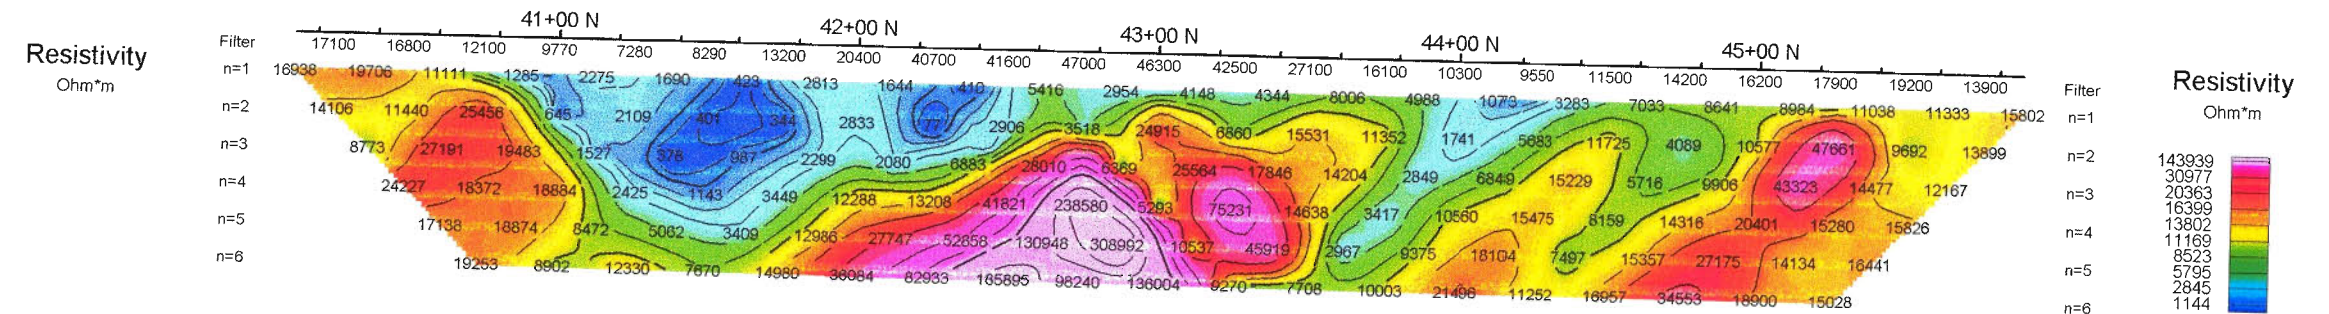 41+00 N 42+00 N 43+00 N 44+00 N 45+00 N
Resistivity
Ohm*m
Filter 17100 16800 12100 9770 7280 8290 13200 20400 40700 41600 47000 46300 42500 27100 16100 10300 9550 11500 14200 16200 17900 19200 13900 Filter
n=1 16938 19706 11111 1285 2275 1690 423 2813 1644 410 5416 2954 4148 4344 8006 4988 1073 3283 7033 8641 8984 11038 11333 15802 n=1
n=2 14106 11440 25456 645 2109 401 344 2833 77 2906 3518 24915 6860 15531 11352 1741 5683 11725 4089 10577 47661 9692 13899 n=2
n=3 8773 27191 19483 1527 378 987 2299 2080 6883 28010 6369 25564 17846 14204 2849 6849 15229 5716 9906 43323 14477 12167 n=3
n=4 24227 18372 18884 2425 1143 3449 12288 13208 41821 238580 5293 75231 14638 3417 10560 15475 8159 14316 20401 15280 15826 n=4
n=5 17138 18874 8472 5062 3409 12986 27747 52858 130948 308992 10537 45919 2967 9375 18104 7497 15357 27175 14134 16441 n=5
n=6 19253 8902 12330 7670 14980 36084 82933 165895 98240 136004 9270 7708 10003 21496 11252 16957 34553 18900 15028 n=6
Resistivity
Ohm*m
143939
30977
20363
16399
13802
11169
8523
5795
2845
1144